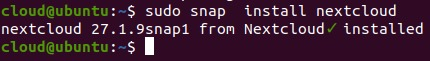 cloud@ubuntu:~$ sudo snap  install nextcloud
nextcloud 27.1.9snap1 from Nextcloud✓ installed
cloud@ubuntu:~$